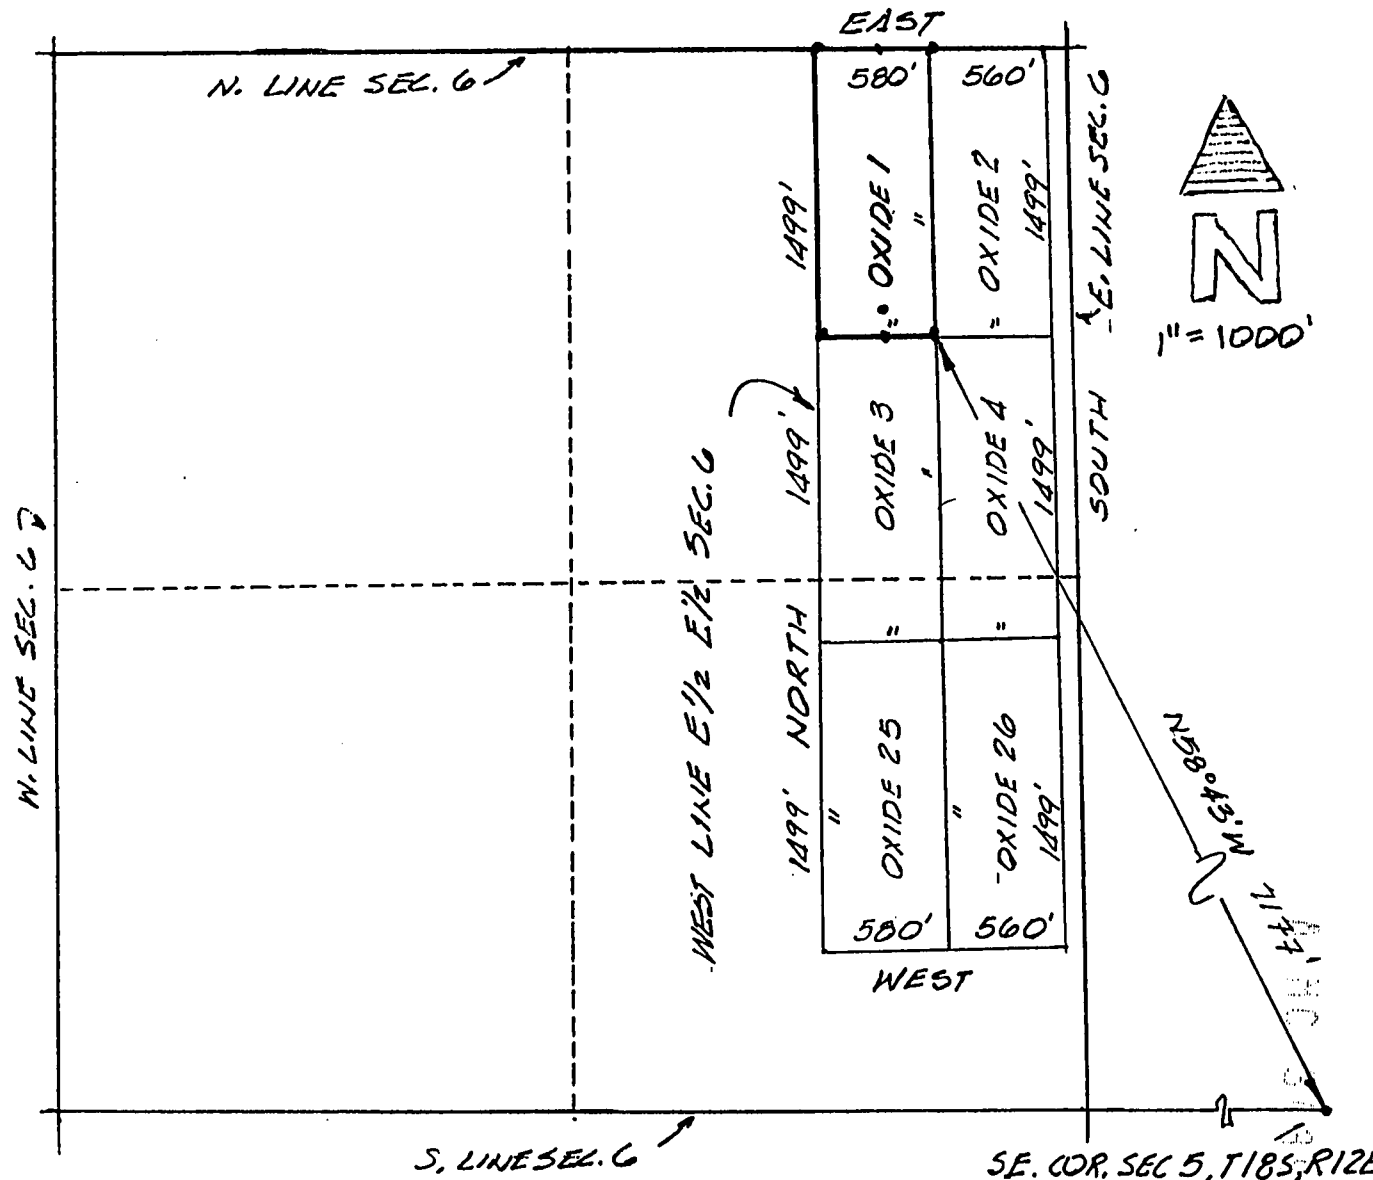 EAST
N. LINE SEC. 6
580'
560'
1499'
OXIDE 1
"
"
OXIDE 2
1499'
"
E. LINE SEC. 6
N
1" = 1000'
WEST LINE E½ E½ SEC. 6
1499'
OXIDE 3
"
OXIDE 4
1499'
SOUTH
W. LINE SEC. 6
NORTH
"
"
1499'
"
OXIDE 25
"
OXIDE 26
1499'
N58°43'W
580'
560'
WEST
S. LINE SEC. 6
SE. COR. SEC 5, T18S, R12E